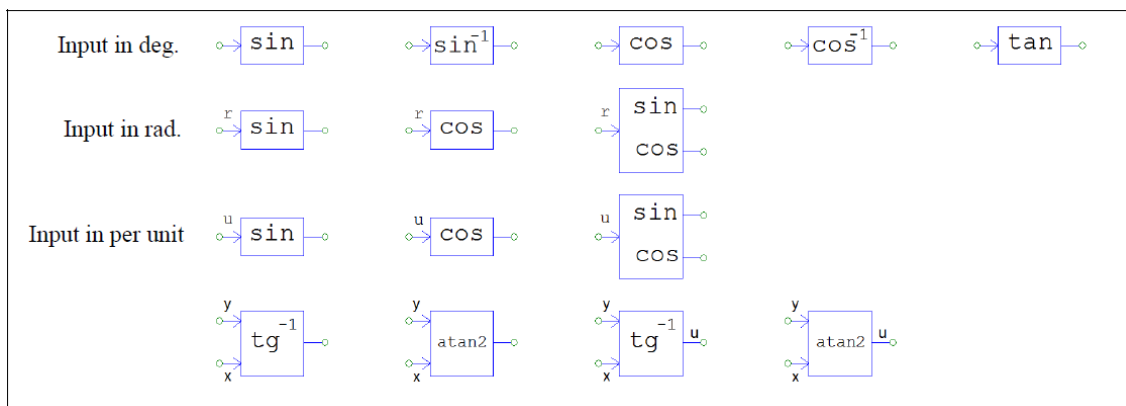 Input in deg. sin sin⁻¹ cos cos⁻¹ tan
Input in rad. r sin r cos r sin cos
Input in per unit u sin u cos u sin cos
y x tg⁻¹ y x atan2 y x tg⁻¹ u y x atan2 u